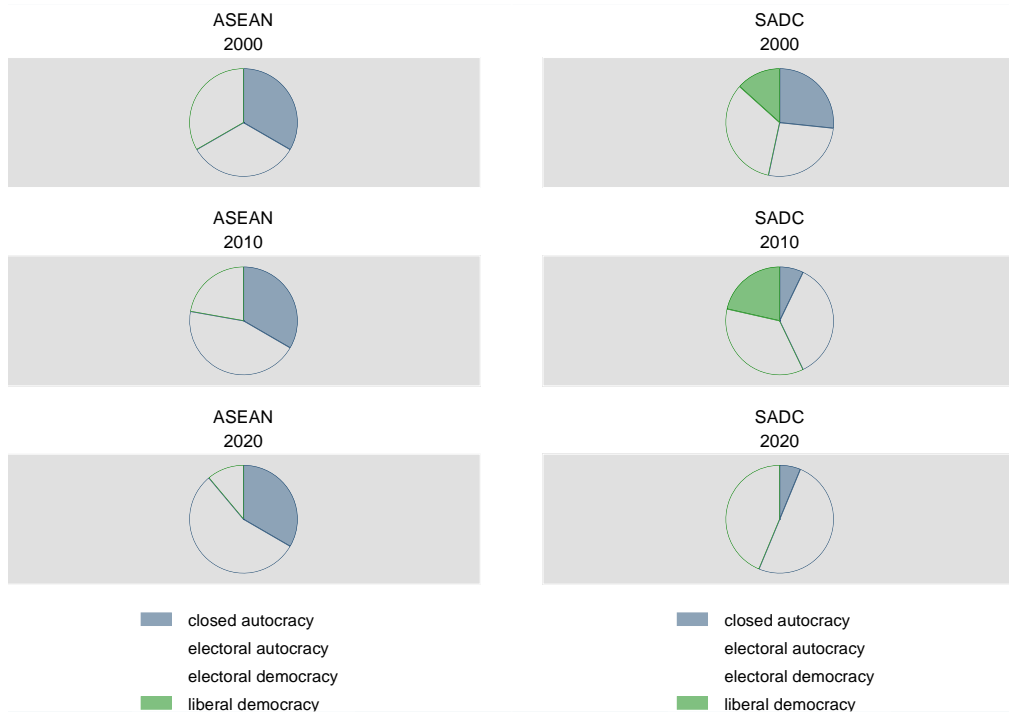 ASEAN
2000
SADC
2000
ASEAN
2010
SADC
2010
ASEAN
2020
SADC
2020
closed autocracy
electoral autocracy
electoral democracy
liberal democracy
closed autocracy
electoral autocracy
electoral democracy
liberal democracy